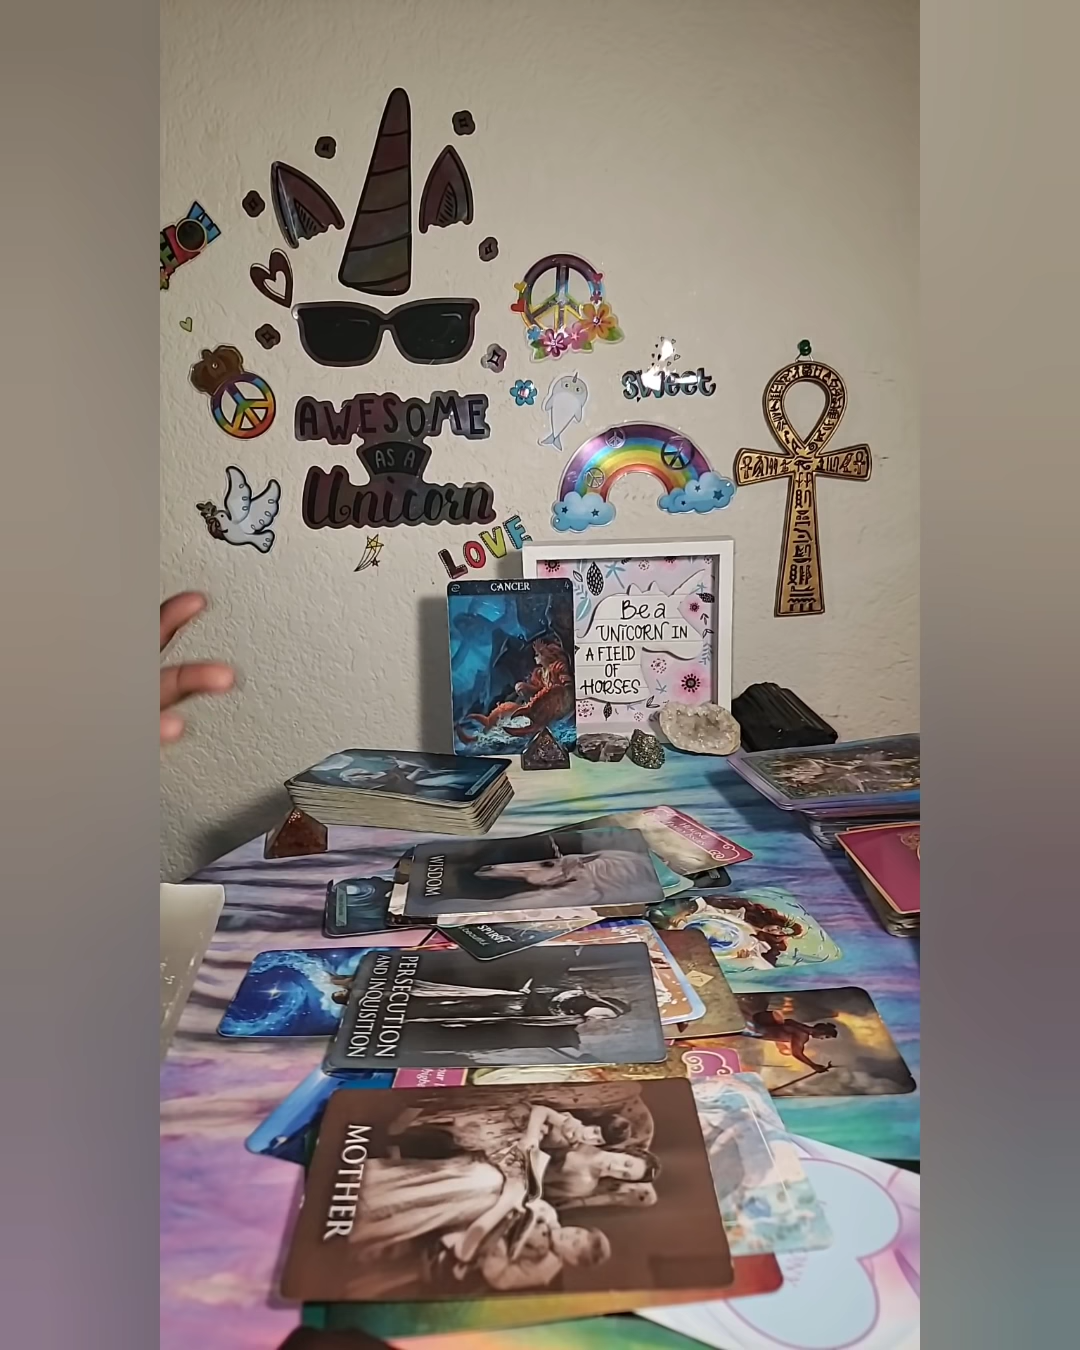 AWESOME
AS A
Unicorn
sweet
LOVE
CANCER
Be a
UNICORN IN
A FIELD
OF
HORSES
WISDOM
SPIRIT
PERSECUTION
AND INQUISITION
MOTHER